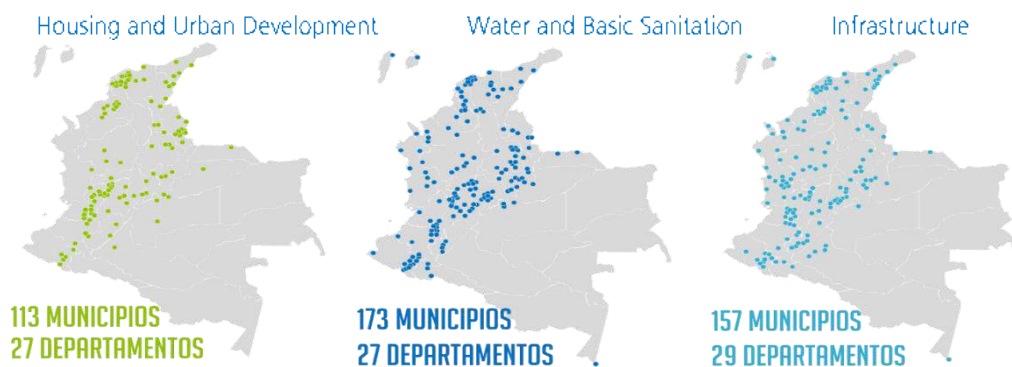 Housing and Urban Development
Water and Basic Sanitation
Infrastructure
113 MUNICIPIOS
27 DEPARTAMENTOS
173 MUNICIPIOS
27 DEPARTAMENTOS
157 MUNICIPIOS
29 DEPARTAMENTOS